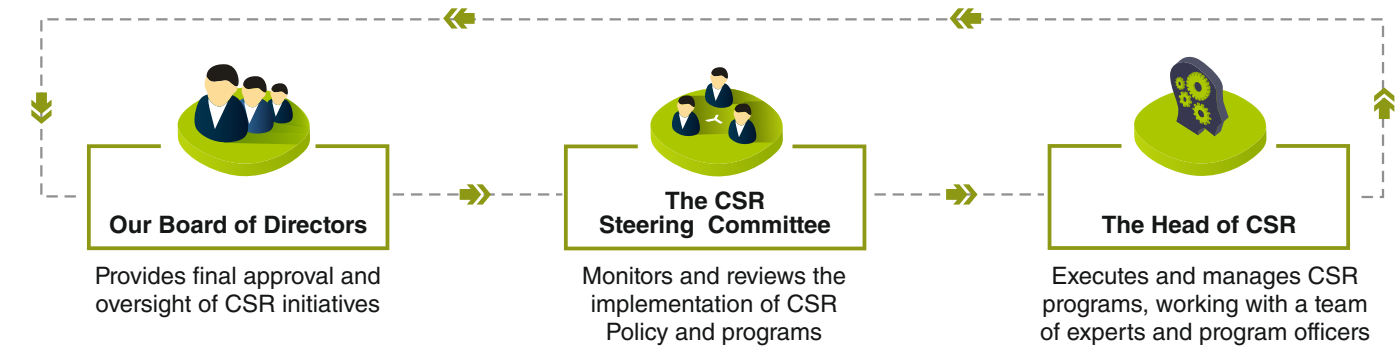 Our Board of Directors
Provides final approval and
oversight of CSR initiatives
The CSR
Steering Committee
Monitors and reviews the
implementation of CSR
Policy and programs
The Head of CSR
Executes and manages CSR
programs, working with a team
of experts and program officers